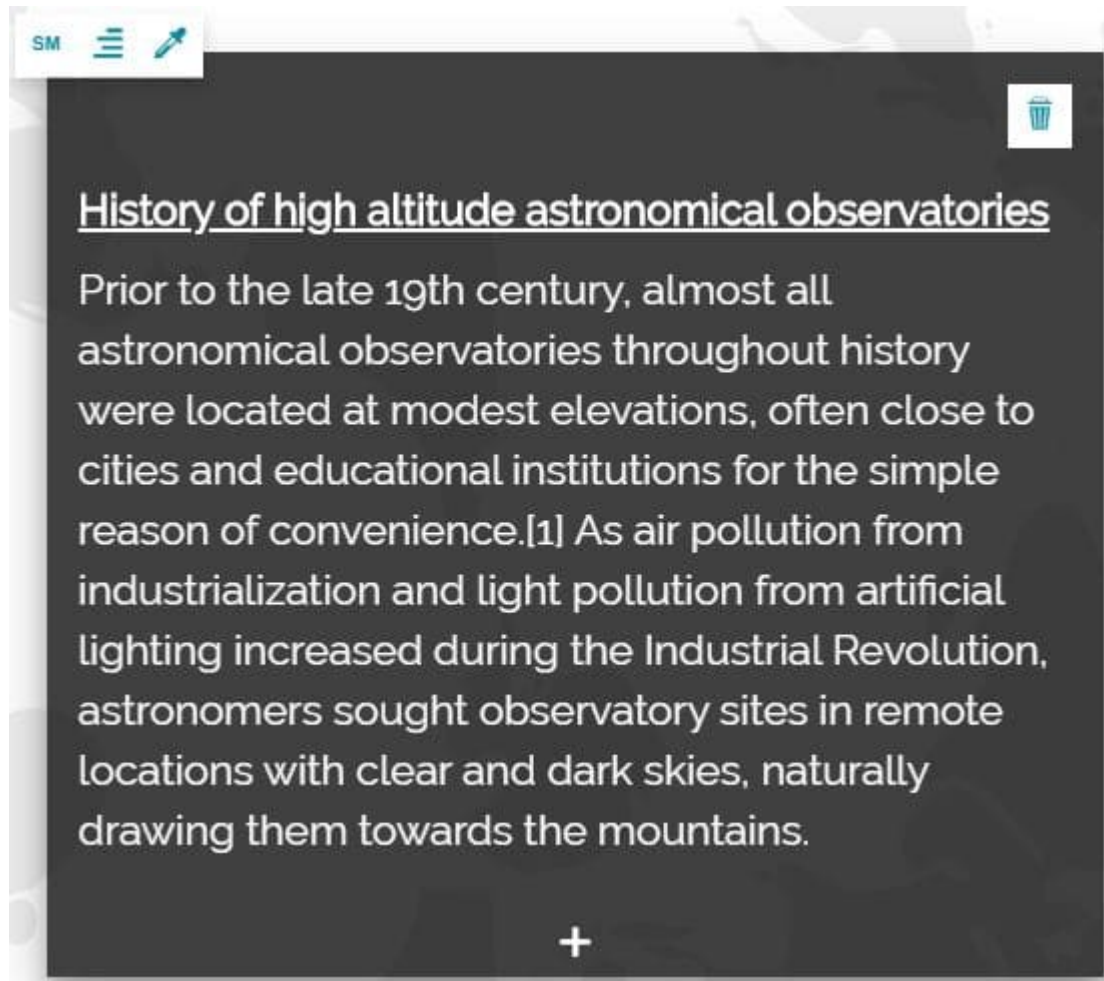 SM
History of high altitude astronomical observatories
Prior to the late 19th century, almost all
astronomical observatories throughout history
were located at modest elevations, often close to
cities and educational institutions for the simple
reason of convenience.[1] As air pollution from
industrialization and light pollution from artificial
lighting increased during the Industrial Revolution,
astronomers sought observatory sites in remote
locations with clear and dark skies, naturally
drawing them towards the mountains.